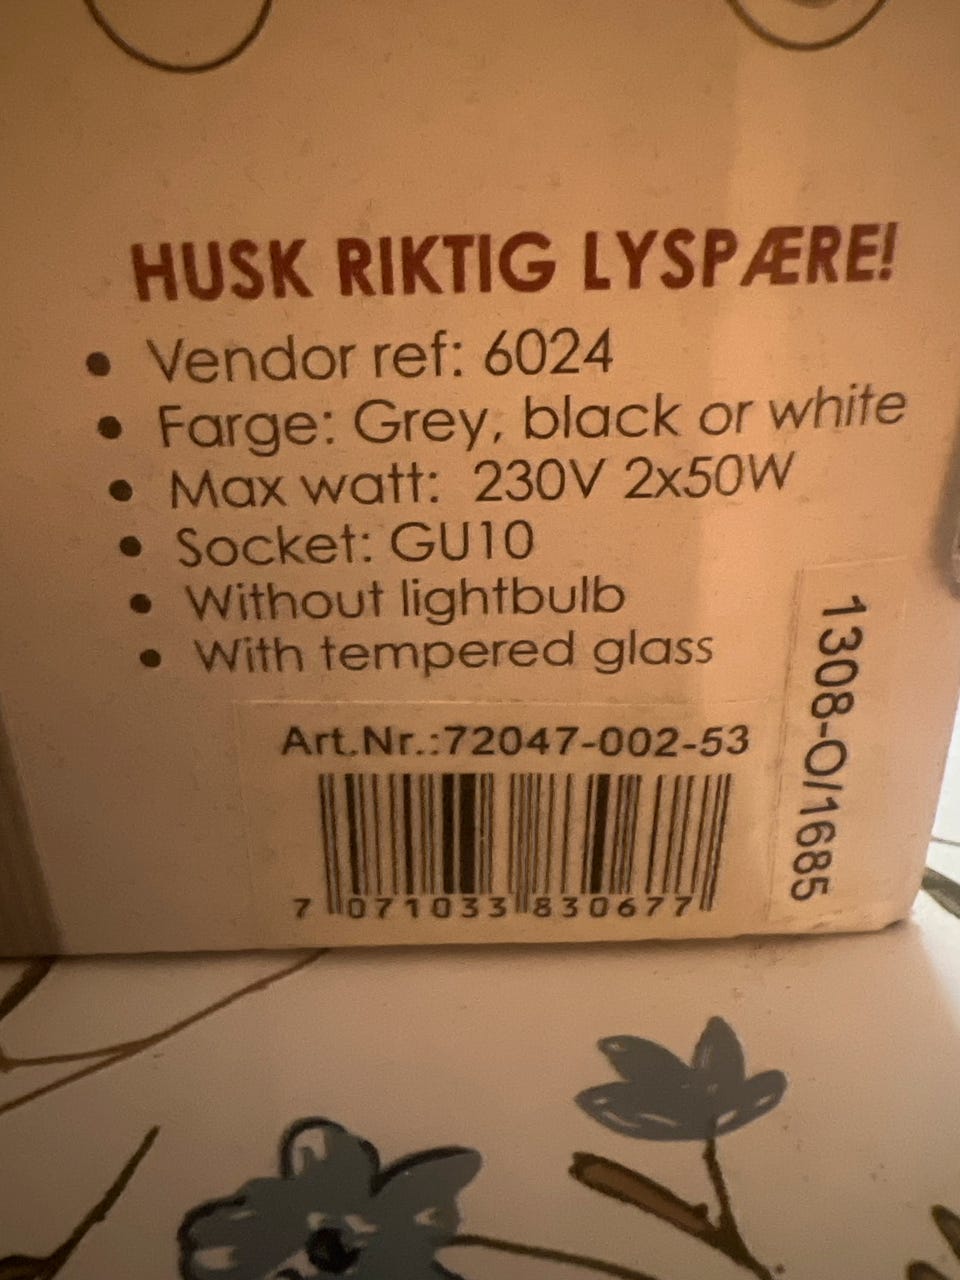 HUSK RIKTIG LYSPÆRE!
• Vendor ref: 6024
• Farge: Grey, black or white
• Max watt: 230V 2x50W
• Socket: GU10
• Without lightbulb
• With tempered glass
Art.Nr.:72047-002-53
7 071033 830677
1308-O/1685